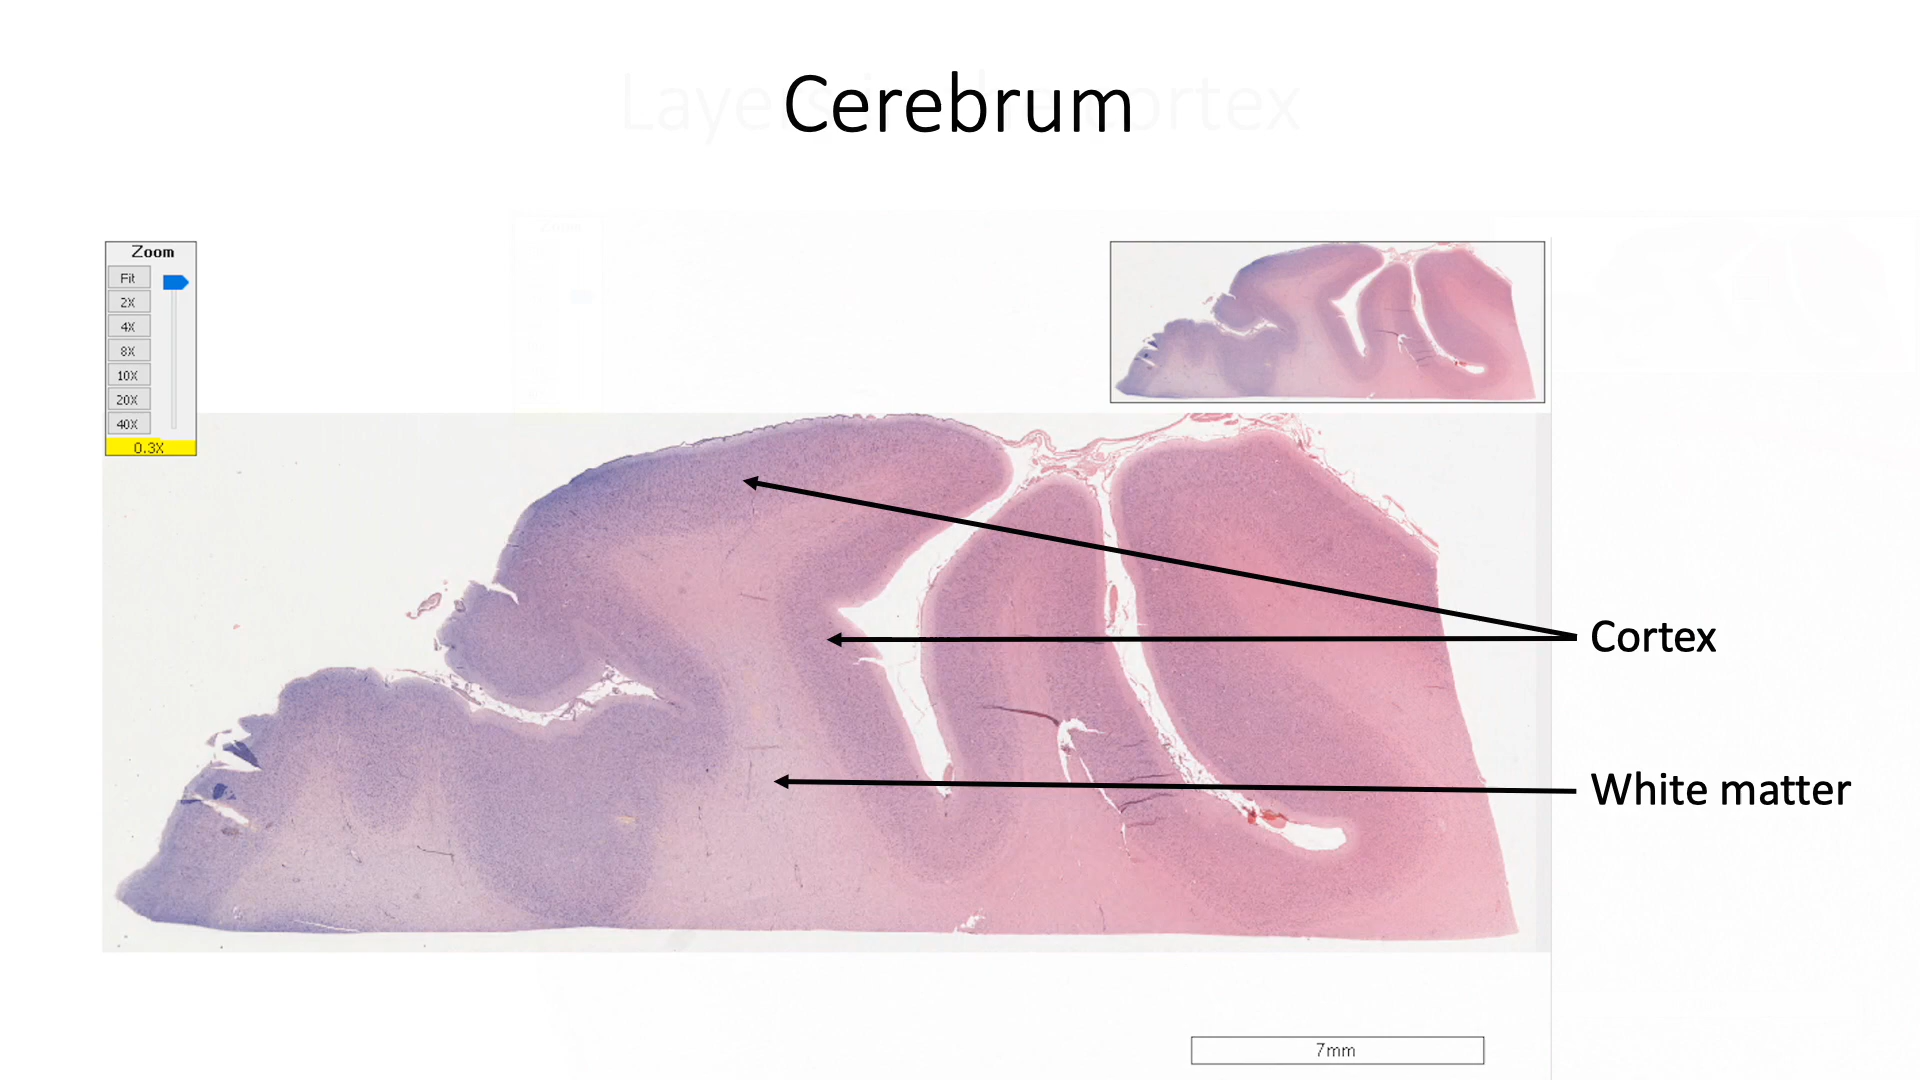 Cerebrum
Zoom
Fit
2X
4X
8X
10X
20X
40X
0.3X
Cortex
White matter
7mm